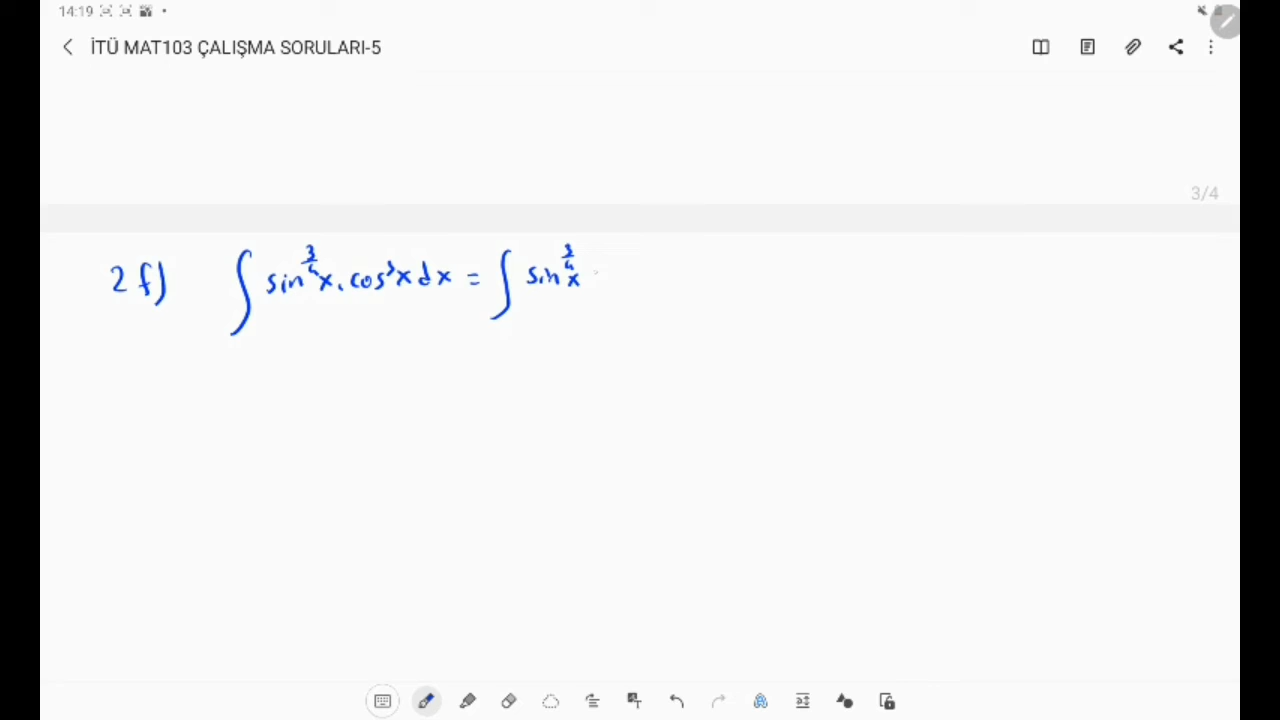 14:19
İTÜ MAT103 ÇALIŞMA SORULARI-5
3/4
2 f) ∫ sin^(3/4) x . cos³x dx = ∫ sin^(3/4) x